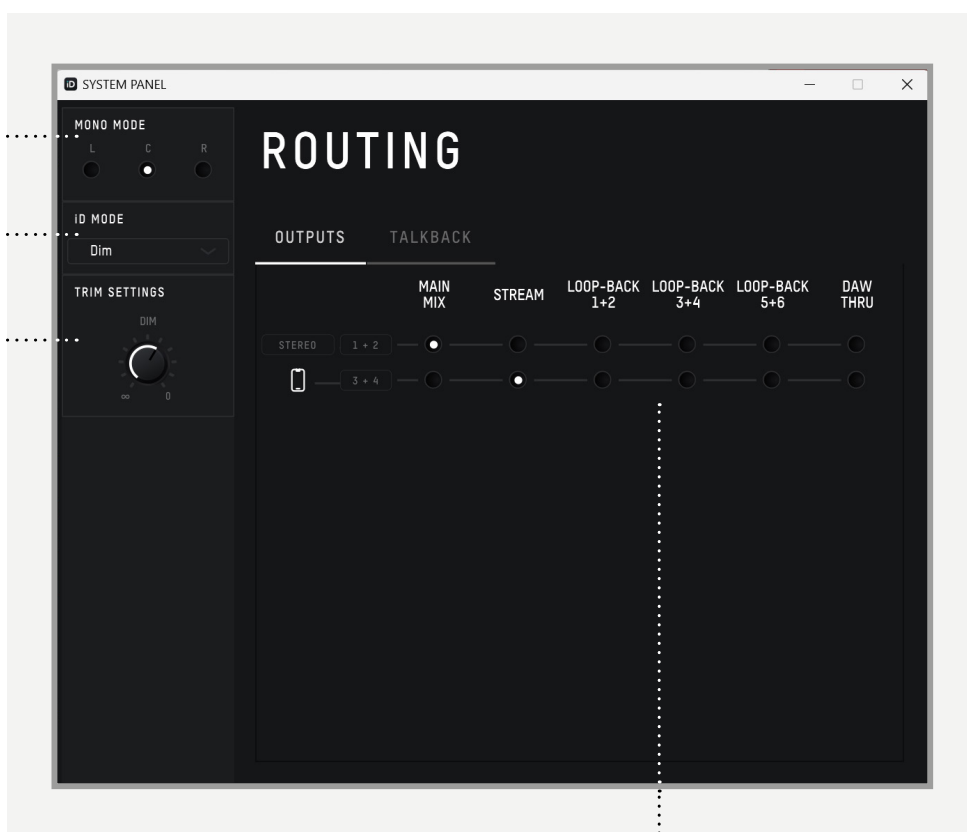 iD SYSTEM PANEL
MONO MODE
L C R
iD MODE
Dim
TRIM SETTINGS
DIM
∞ 0
ROUTING
OUTPUTS TALKBACK
MAIN MIX STREAM LOOP-BACK 1+2 LOOP-BACK 3+4 LOOP-BACK 5+6 DAW THRU
STEREO 1 + 2
3 + 4